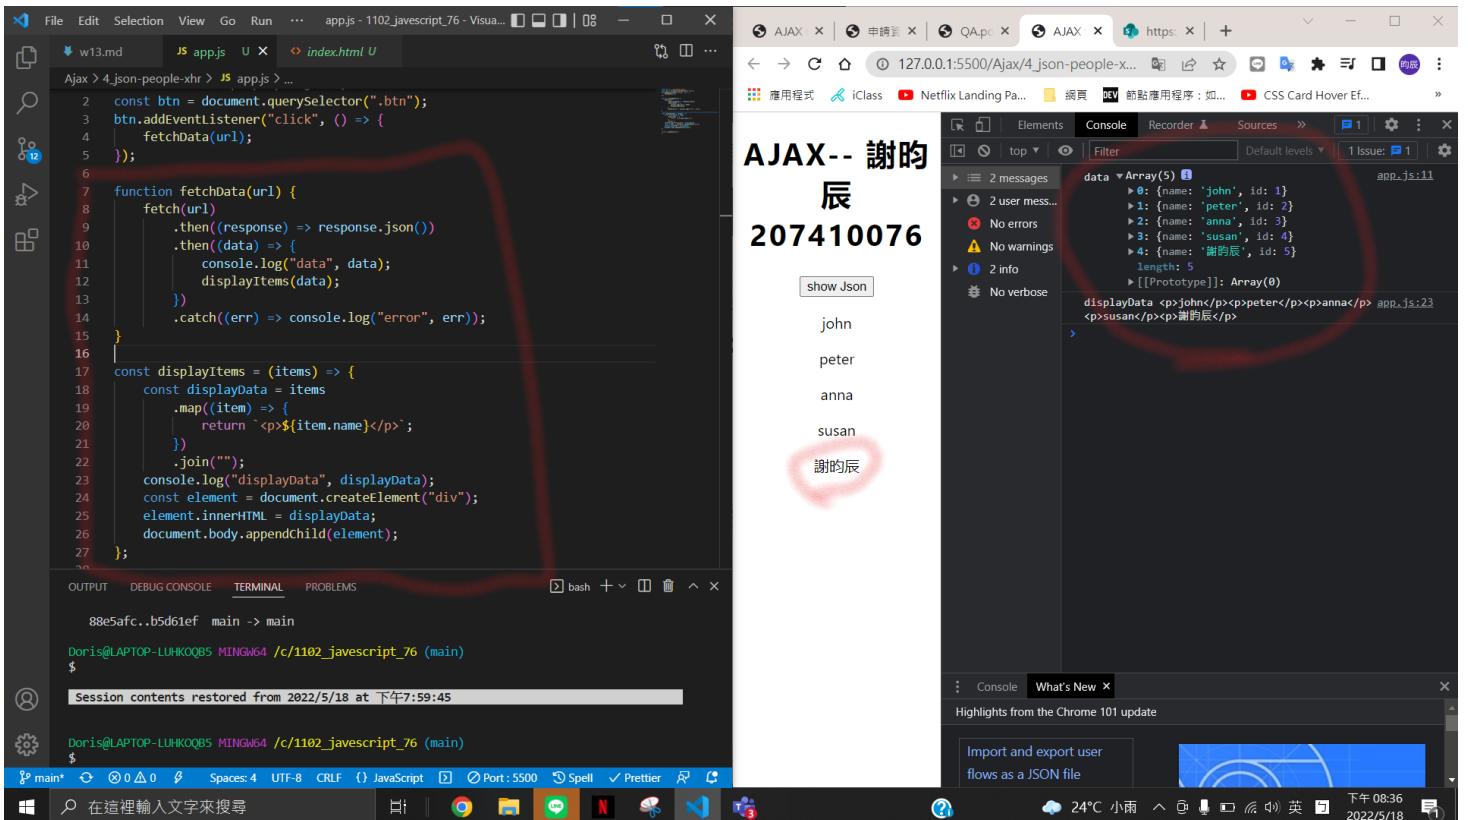 File Edit Selection View Go Run ··· app.js - 1102_javescript_76 - Visua...
w13.md JS app.js U index.html U
Ajax > 4_json-people-xhr > JS app.js > ...
2 const btn = document.querySelector(".btn");
3 btn.addEventListener("click", () => {
4 fetchData(url);
5 });
6
7 function fetchData(url) {
8 fetch(url)
9 .then((response) => response.json())
10 .then((data) => {
11 console.log("data", data);
12 displayItems(data);
13 })
14 .catch((err) => console.log("error", err));
15 }
16
17 const displayItems = (items) => {
18 const displayData = items
19 .map((item) => {
20 return `<p>${item.name}</p>`;
21 })
22 .join("");
23 console.log("displayData", displayData);
24 const element = document.createElement("div");
25 element.innerHTML = displayData;
26 document.body.appendChild(element);
27 };
OUTPUT DEBUG CONSOLE TERMINAL PROBLEMS bash
88e5afc..b5d61ef main -> main
Doris@LAPTOP-LUHKOQB5 MINGW64 /c/1102_javescript_76 (main)
$
Session contents restored from 2022/5/18 at 下午7:59:45
Doris@LAPTOP-LUHKOQB5 MINGW64 /c/1102_javescript_76 (main)
$
12
main* 0 0 Spaces: 4 UTF-8 CRLF {} JavaScript Port : 5500 Spell Prettier
AJAX QA.pc AJAX https:
127.0.0.1:5500/Ajax/4_json-people-x... 昀辰
應用程式 iClass Netflix Landing Pa... 網頁 DEV 節點應用程序：如... CSS Card Hover Ef... »
AJAX-- 謝昀
辰
207410076
show Json
john
peter
anna
susan
謝昀辰
Elements Console Recorder Sources » 1
top Filter Default levels 1 Issue: 1
2 messages
2 user mess...
No errors
No warnings
2 info
No verbose
data Array(5) i app.js:11
0: {name: 'john', id: 1}
1: {name: 'peter', id: 2}
2: {name: 'anna', id: 3}
3: {name: 'susan', id: 4}
4: {name: '謝昀辰', id: 5}
length: 5
[[Prototype]]: Array(0)
displayData <p>john</p><p>peter</p><p>anna</p> app.js:23
<p>susan</p><p>謝昀辰</p>
Console What's New
Highlights from the Chrome 101 update
Import and export user
flows as a JSON file
在這裡輸入文字來搜尋
N
3
24°C 小雨
英
下午 08:36
2022/5/18
1